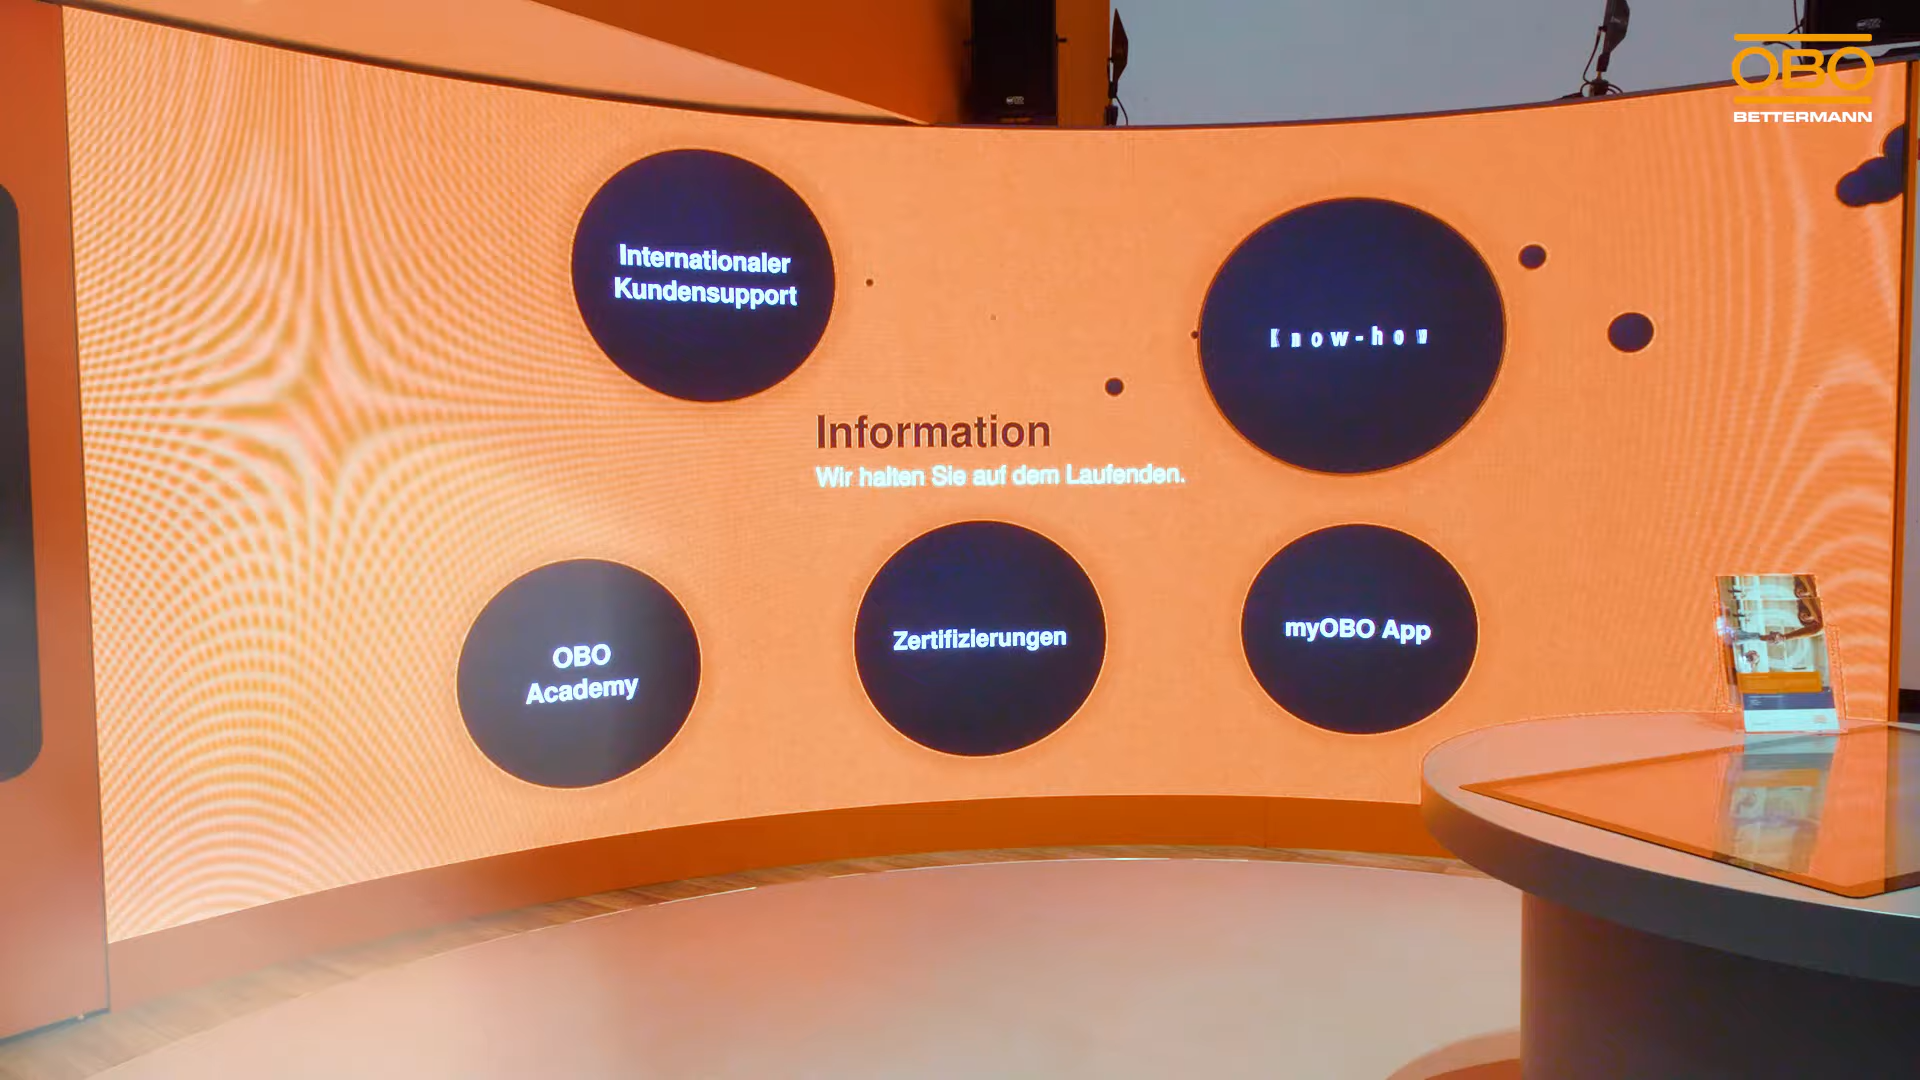 OBO
BETTERMANN
Internationaler
Kundensupport
Know-how
Information
Wir halten Sie auf dem Laufenden.
OBO
Academy
Zertifizierungen
myOBO App